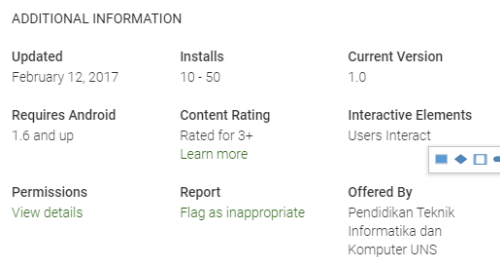 ADDITIONAL INFORMATION
Updated
February 12, 2017
Installs
10 - 50
Current Version
1.0
Requires Android
1.6 and up
Content Rating
Rated for 3+
Learn more
Interactive Elements
Users Interact
Permissions
View details
Report
Flag as inappropriate
Offered By
Pendidikan Teknik
Informatika dan
Komputer UNS